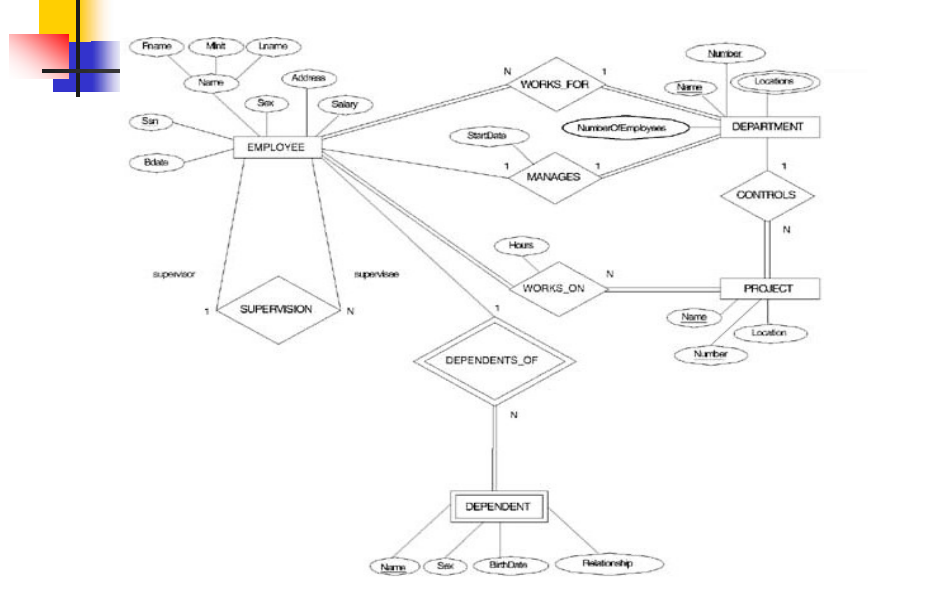 Fname
Minit
Lname
Number
Name
Address
N
1
WORKS_FOR
Name
Locations
Sex
Salary
Ssn
StartDate
NumberOfEmployees
DEPARTMENT
EMPLOYEE
Bdate
1
MANAGES
1
1
CONTROLS
N
Hours
supervisor
supervisee
N
WORKS_ON
PROJECT
1
SUPERVISION
N
1
Name
Location
Number
DEPENDENTS_OF
N
DEPENDENT
Name
Sex
BirthDate
Relationship